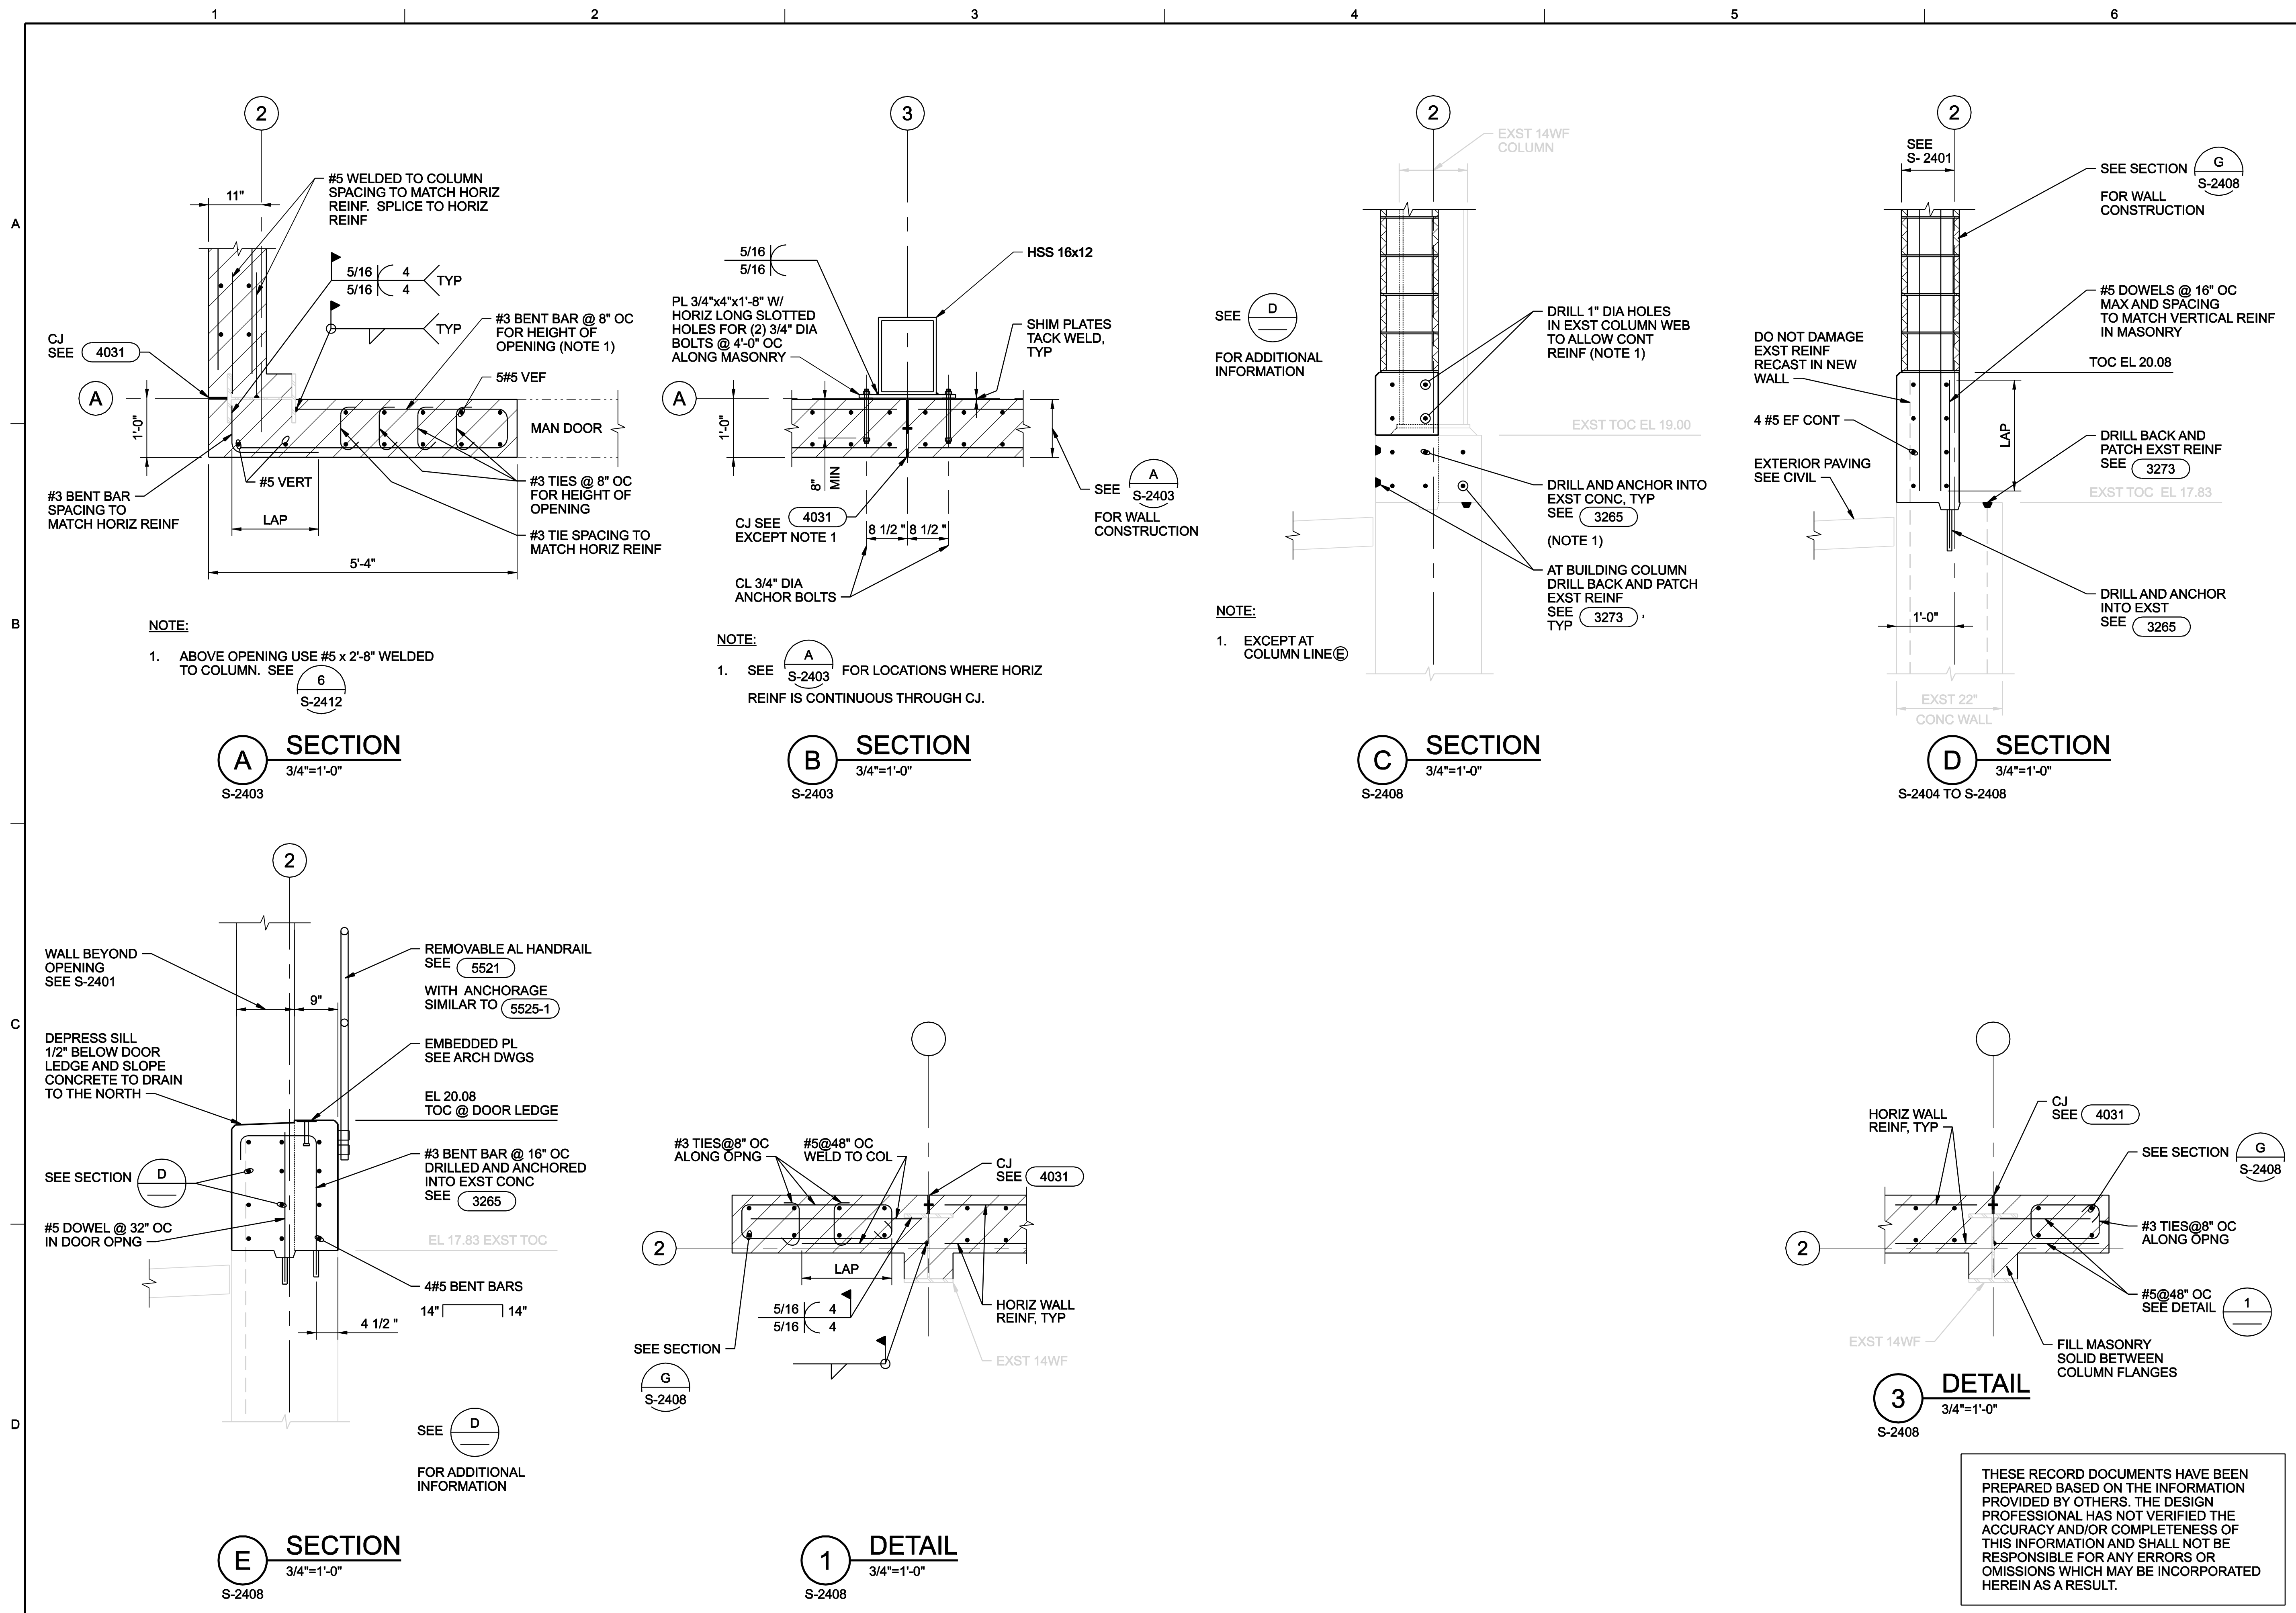 1 2 3 4 5 6
A
B
C
D
2
11"
#5 WELDED TO COLUMN
SPACING TO MATCH HORIZ
REINF. SPLICE TO HORIZ
REINF
5/16 4
5/16 4
TYP
TYP
CJ
SEE 4031
A
1'-0"
#3 BENT BAR @ 8" OC
FOR HEIGHT OF
OPENING (NOTE 1)
5#5 VEF
MAN DOOR
#5 VERT
LAP
5'-4"
#3 BENT BAR
SPACING TO
MATCH HORIZ REINF
#3 TIES @ 8" OC
FOR HEIGHT OF
OPENING
#3 TIE SPACING TO
MATCH HORIZ REINF
NOTE:
1. ABOVE OPENING USE #5 x 2'-8" WELDED
TO COLUMN. SEE
6
S-2412
A SECTION
3/4"=1'-0"
S-2403
3
5/16
5/16
HSS 16x12
PL 3/4"x4"x1'-8" W/
HORIZ LONG SLOTTED
HOLES FOR (2) 3/4" DIA
BOLTS @ 4'-0" OC
ALONG MASONRY
SHIM PLATES
TACK WELD,
TYP
A
1'-0"
8"
MIN
SEE A
S-2403
FOR WALL
CONSTRUCTION
CJ SEE 4031
EXCEPT NOTE 1
8 1/2 " 8 1/2 "
CL 3/4" DIA
ANCHOR BOLTS
NOTE:
1. SEE A
S-2403
FOR LOCATIONS WHERE HORIZ
REINF IS CONTINUOUS THROUGH CJ.
B SECTION
3/4"=1'-0"
S-2403
2
EXST 14WF
COLUMN
SEE D
FOR ADDITIONAL
INFORMATION
DRILL 1" DIA HOLES
IN EXST COLUMN WEB
TO ALLOW CONT
REINF (NOTE 1)
EXST TOC EL 19.00
DRILL AND ANCHOR INTO
EXST CONC, TYP
SEE 3265
(NOTE 1)
AT BUILDING COLUMN
DRILL BACK AND PATCH
EXST REINF
SEE 3273 ,
TYP
NOTE:
1. EXCEPT AT
COLUMN LINE E
C SECTION
3/4"=1'-0"
S-2408
2
SEE
S- 2401
SEE SECTION G
S-2408
FOR WALL
CONSTRUCTION
#5 DOWELS @ 16" OC
MAX AND SPACING
TO MATCH VERTICAL REINF
IN MASONRY
DO NOT DAMAGE
EXST REINF
RECAST IN NEW
WALL
TOC EL 20.08
4 #5 EF CONT
LAP
DRILL BACK AND
PATCH EXST REINF
SEE 3273
EXTERIOR PAVING
SEE CIVIL
EXST TOC EL 17.83
DRILL AND ANCHOR
INTO EXST
SEE 3265
1'-0"
EXST 22"
CONC WALL
D SECTION
3/4"=1'-0"
S-2404 TO S-2408
2
WALL BEYOND
OPENING
SEE S-2401
9"
REMOVABLE AL HANDRAIL
SEE 5521
WITH ANCHORAGE
SIMILAR TO 5525-1
DEPRESS SILL
1/2" BELOW DOOR
LEDGE AND SLOPE
CONCRETE TO DRAIN
TO THE NORTH
EMBEDDED PL
SEE ARCH DWGS
EL 20.08
TOC @ DOOR LEDGE
SEE SECTION D
#3 BENT BAR @ 16" OC
DRILLED AND ANCHORED
INTO EXST CONC
SEE 3265
#5 DOWEL @ 32" OC
IN DOOR OPNG
EL 17.83 EXST TOC
4#5 BENT BARS
14" 14"
4 1/2 "
SEE D
FOR ADDITIONAL
INFORMATION
E SECTION
3/4"=1'-0"
S-2408
#3 TIES@8" OC
ALONG OPNG
#5@48" OC
WELD TO COL
CJ
SEE 4031
2
LAP
5/16 4
5/16 4
HORIZ WALL
REINF, TYP
SEE SECTION
G
S-2408
EXST 14WF
1 DETAIL
3/4"=1'-0"
S-2408
CJ
SEE 4031
HORIZ WALL
REINF, TYP
SEE SECTION G
S-2408
2
#3 TIES@8" OC
ALONG OPNG
#5@48" OC
SEE DETAIL 1
EXST 14WF
FILL MASONRY
SOLID BETWEEN
COLUMN FLANGES
3 DETAIL
3/4"=1'-0"
S-2408
THESE RECORD DOCUMENTS HAVE BEEN
PREPARED BASED ON THE INFORMATION
PROVIDED BY OTHERS. THE DESIGN
PROFESSIONAL HAS NOT VERIFIED THE
ACCURACY AND/OR COMPLETENESS OF
THIS INFORMATION AND SHALL NOT BE
RESPONSIBLE FOR ANY ERRORS OR
OMISSIONS WHICH MAY BE INCORPORATED
HEREIN AS A RESULT.